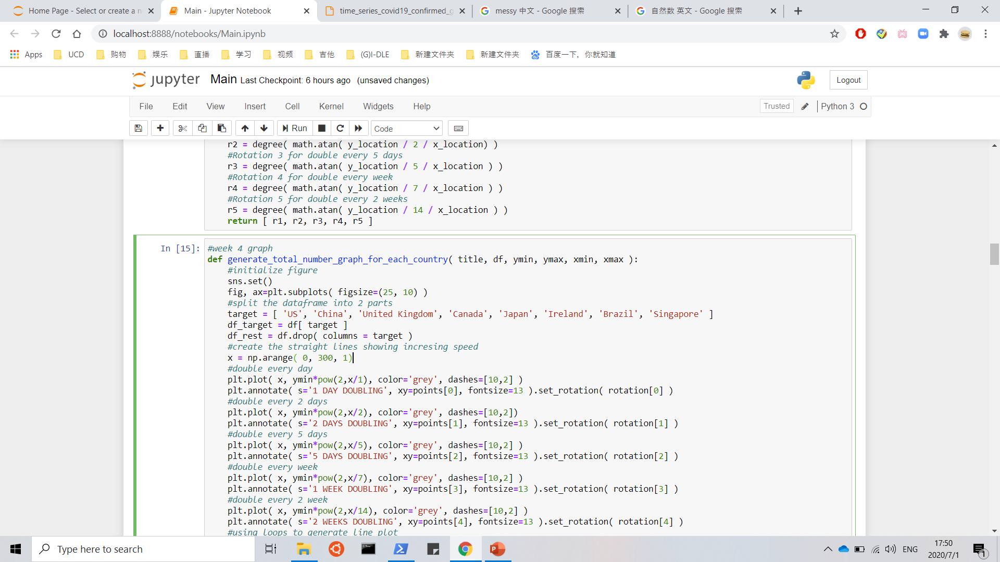 Home Page - Select or create a n
Main - Jupyter Notebook
time_series_covid19_confirmed_g
messy 中文 - Google 搜索
自然数 英文 - Google 搜索
localhost:8888/notebooks/Main.ipynb
Apps UCD 购物 娱乐 直播 学习 视频 吉他 (G)I-DLE 新建文件夹 新建文件夹 百度一下，你就知道
jupyter Main Last Checkpoint: 6 hours ago (unsaved changes) Logout
File Edit View Insert Cell Kernel Widgets Help Trusted Python 3
Run Code
r2 = degree( math.atan( y_location / 2 / x_location) )
#Rotation 3 for double every 5 days
r3 = degree( math.atan( y_location / 5 / x_location ) )
#Rotation 4 for double every week
r4 = degree( math.atan( y_location / 7 / x_location ) )
#Rotation 5 for double every 2 weeks
r5 = degree( math.atan( y_location / 14 / x_location ) )
return [ r1, r2, r3, r4, r5 ]
In [15]: #week 4 graph
def generate_total_number_graph_for_each_country( title, df, ymin, ymax, xmin, xmax ):
#initialize figure
sns.set()
fig, ax=plt.subplots( figsize=(25, 10) )
#split the dataframe into 2 parts
target = [ 'US', 'China', 'United Kingdom', 'Canada', 'Japan', 'Ireland', 'Brazil', 'Singapore' ]
df_target = df[ target ]
df_rest = df.drop( columns = target )
#create the straight lines showing incresing speed
x = np.arange( 0, 300, 1)
#double every day
plt.plot( x, ymin*pow(2,x/1), color='grey', dashes=[10,2] )
plt.annotate( s='1 DAY DOUBLING', xy=points[0], fontsize=13 ).set_rotation( rotation[0] )
#double every 2 days
plt.plot( x, ymin*pow(2,x/2), color='grey', dashes=[10,2])
plt.annotate( s='2 DAYS DOUBLING', xy=points[1], fontsize=13 ).set_rotation( rotation[1] )
#double every 5 days
plt.plot( x, ymin*pow(2,x/5), color='grey', dashes=[10,2] )
plt.annotate( s='5 DAYS DOUBLING', xy=points[2], fontsize=13 ).set_rotation( rotation[2] )
#double every week
plt.plot( x, ymin*pow(2,x/7), color='grey', dashes=[10,2] )
plt.annotate( s='1 WEEK DOUBLING', xy=points[3], fontsize=13 ).set_rotation( rotation[3] )
#double every 2 week
plt.plot( x, ymin*pow(2,x/14), color='grey', dashes=[10,2] )
plt.annotate( s='2 WEEKS DOUBLING', xy=points[4], fontsize=13 ).set_rotation( rotation[4] )
#using loops to generate line plot
Type here to search
ENG
17:50
2020/7/1
1